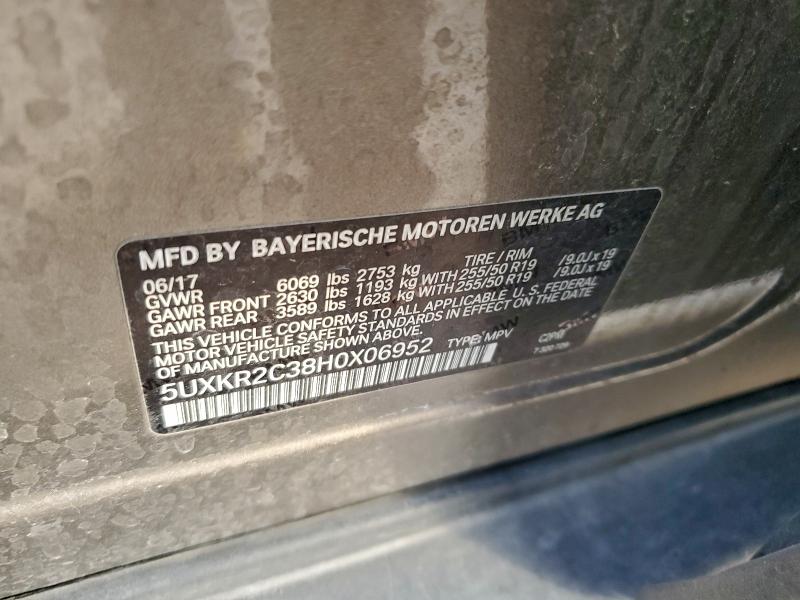 MFD BY BAYERISCHE MOTOREN WERKE AG
06/17 TIRE / RIM
GVWR 6069 lbs 2753 kg
GAWR FRONT 2630 lbs 1193 kg WITH 255/50 R19 /9.0J x 19
GAWR REAR 3589 lbs 1628 kg WITH 255/50 R19 /9.0J x 19
THIS VEHICLE CONFORMS TO ALL APPLICABLE U.S. FEDERAL
MOTOR VEHICLE SAFETY STANDARDS IN EFFECT ON THE DATE
OF MANUFACTURE SHOWN ABOVE.
5UXKR2C38H0X06952 TYPE: MPV